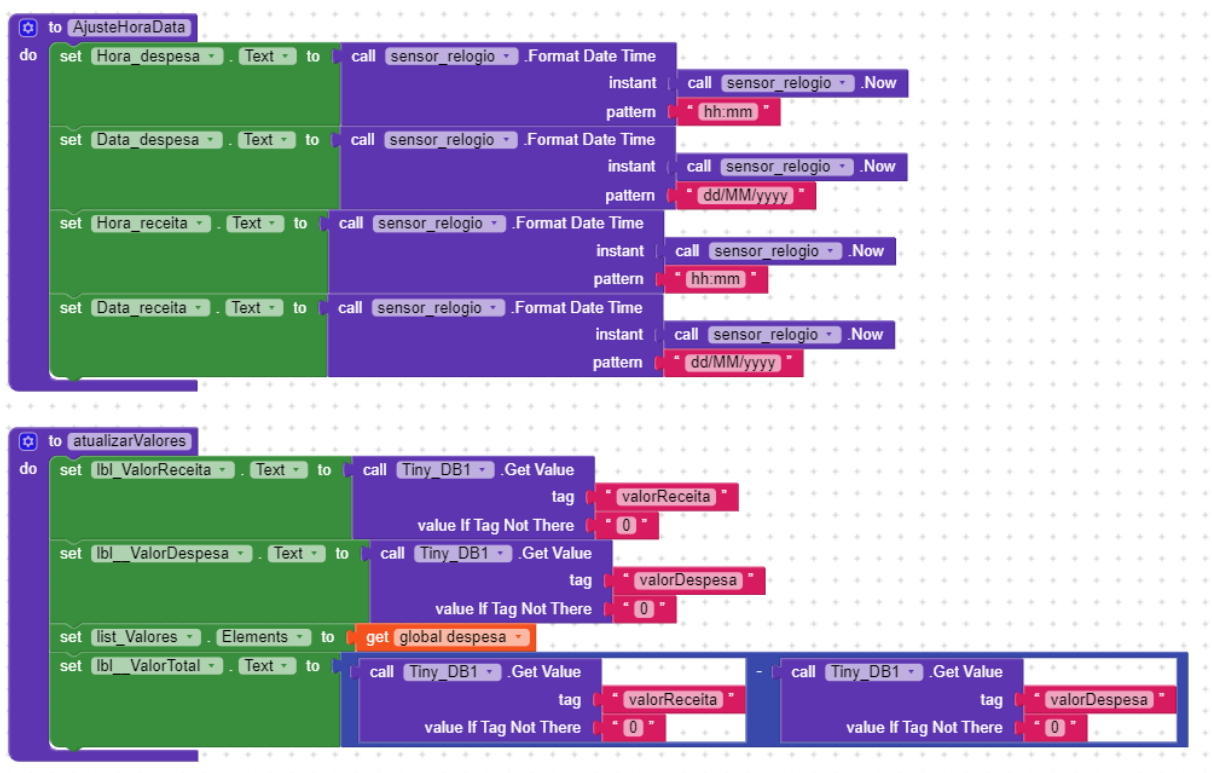 to AjusteHoraData
do set Hora_despesa . Text to call sensor_relogio .Format Date Time
instant call sensor_relogio .Now
pattern " hh:mm "
set Data_despesa . Text to call sensor_relogio .Format Date Time
instant call sensor_relogio .Now
pattern " dd/MM/yyyy "
set Hora_receita . Text to call sensor_relogio .Format Date Time
instant call sensor_relogio .Now
pattern " hh:mm "
set Data_receita . Text to call sensor_relogio .Format Date Time
instant call sensor_relogio .Now
pattern " dd/MM/yyyy "
to atualizarValores
do set lbl_ValorReceita . Text to call Tiny_DB1 .Get Value
tag " valorReceita "
value If Tag Not There " 0 "
set lbl__ValorDespesa . Text to call Tiny_DB1 .Get Value
tag " valorDespesa "
value If Tag Not There " 0 "
set list_Valores . Elements to get global despesa
set lbl__ValorTotal . Text to call Tiny_DB1 .Get Value - call Tiny_DB1 .Get Value
tag " valorReceita " tag " valorDespesa "
value If Tag Not There " 0 " value If Tag Not There " 0 "